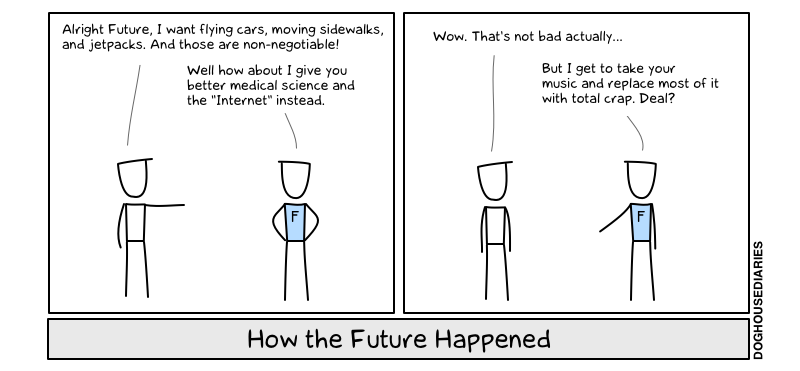 Alright Future, I want flying cars, moving sidewalks,
and jetpacks. And those are non-negotiable!
Well how about I give you
better medical science and
the "Internet" instead.
F
Wow. That's not bad actually...
But I get to take your
music and replace most of it
with total crap. Deal?
F
How the Future Happened
DOGHOUSEDIARIES